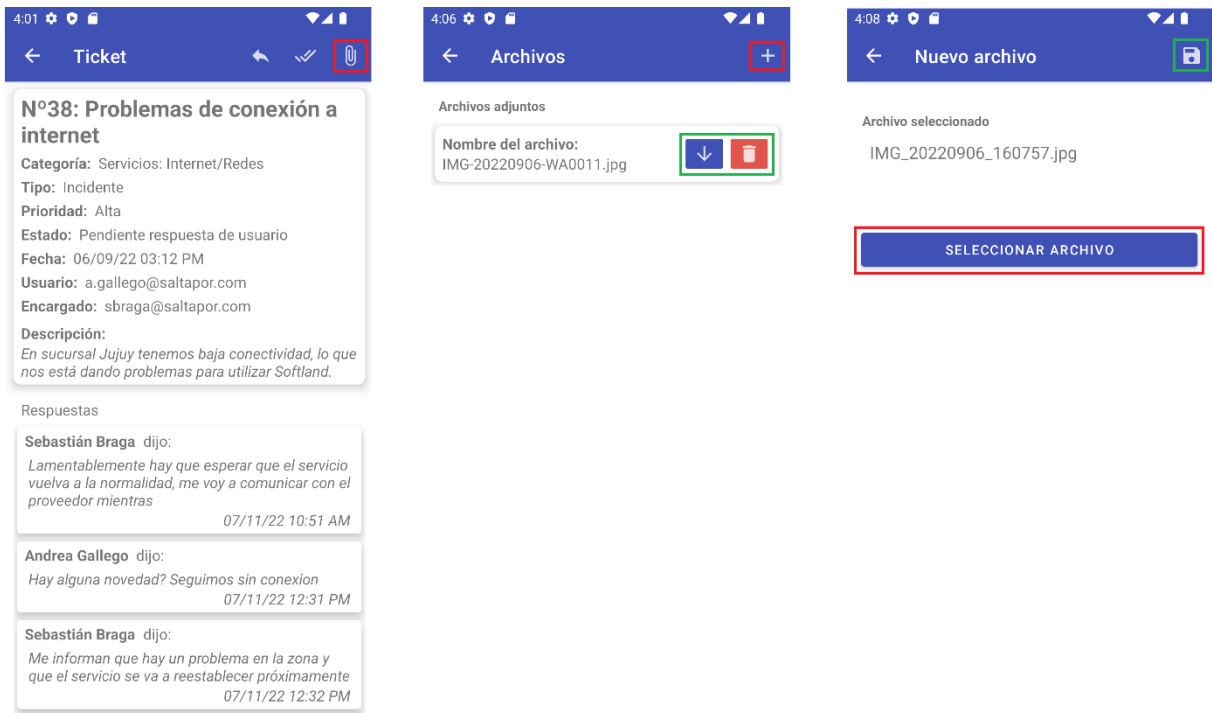 4:01
Ticket
Nº38: Problemas de conexión a
internet
Categoría: Servicios: Internet/Redes
Tipo: Incidente
Prioridad: Alta
Estado: Pendiente respuesta de usuario
Fecha: 06/09/22 03:12 PM
Usuario: a.gallego@saltapor.com
Encargado: sbraga@saltapor.com
Descripción:
En sucursal Jujuy tenemos baja conectividad, lo que
nos está dando problemas para utilizar Softland.
Respuestas
Sebastián Braga dijo:
Lamentablemente hay que esperar que el servicio
vuelva a la normalidad, me voy a comunicar con el
proveedor mientras
07/11/22 10:51 AM
Andrea Gallego dijo:
Hay alguna novedad? Seguimos sin conexion
07/11/22 12:31 PM
Sebastián Braga dijo:
Me informan que hay un problema en la zona y
que el servicio se va a reestablecer próximamente
07/11/22 12:32 PM
4:06
Archivos
Archivos adjuntos
Nombre del archivo:
IMG-20220906-WA0011.jpg
4:08
Nuevo archivo
Archivo seleccionado
IMG_20220906_160757.jpg
SELECCIONAR ARCHIVO